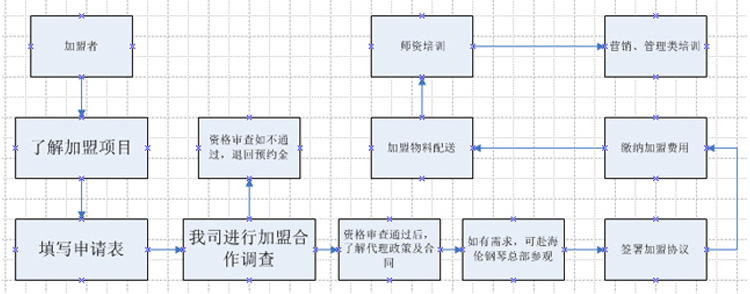 加盟者
师资培训
营销、管理类培训
了解加盟项目
资格审查如不通
过，退回预约金
加盟物料配送
缴纳加盟费用
填写申请表
我司进行加盟合
作调查
资格审查通过后，
了解代理政策及合
同
如有需求，可赴海
伦钢琴总部参观
签署加盟协议